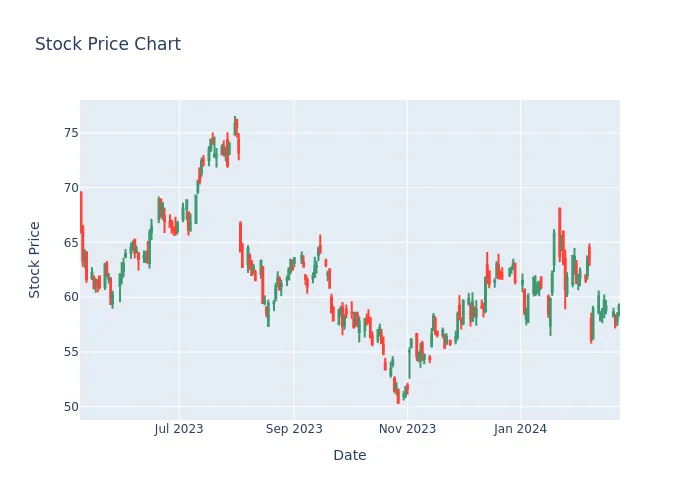 Stock Price Chart
75
70
65
60
55
50
Stock Price
Jul 2023
Sep 2023
Nov 2023
Jan 2024
Date